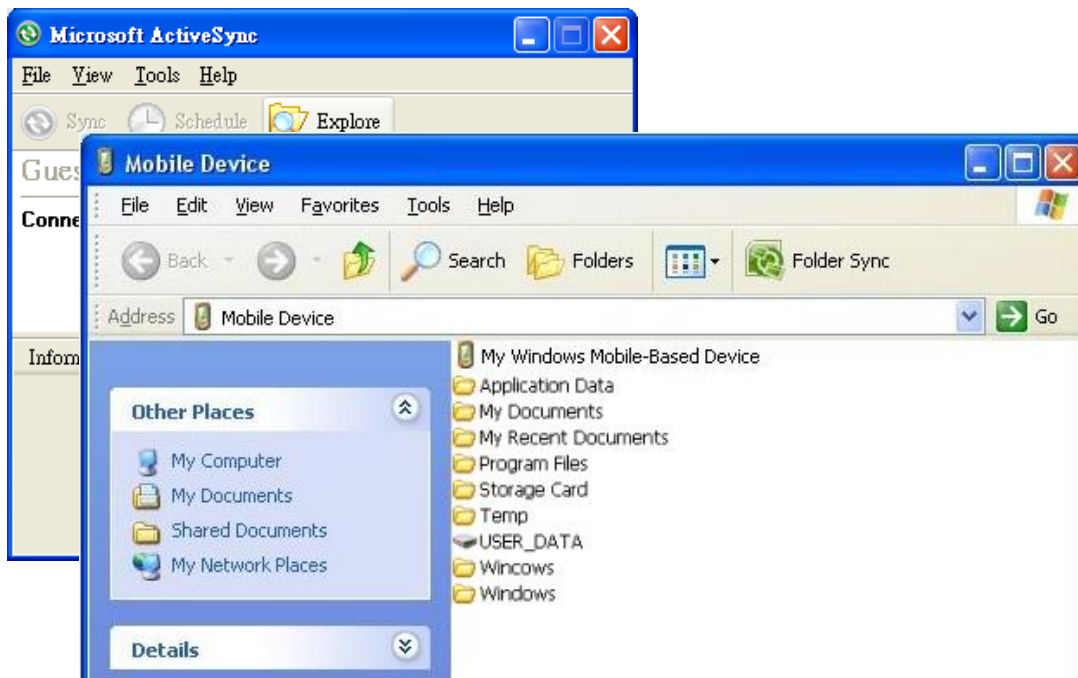 Microsoft ActiveSync
File View Tools Help
Sync Schedule Explore
Gues
Conne
Inform
Mobile Device
File Edit View Favorites Tools Help
Back Search Folders Folder Sync
Address Mobile Device Go
Other Places
My Computer
My Documents
Shared Documents
My Network Places
Details
My Windows Mobile-Based Device
Application Data
My Documents
My Recent Documents
Program Files
Storage Card
Temp
USER_DATA
Wincows
Windows